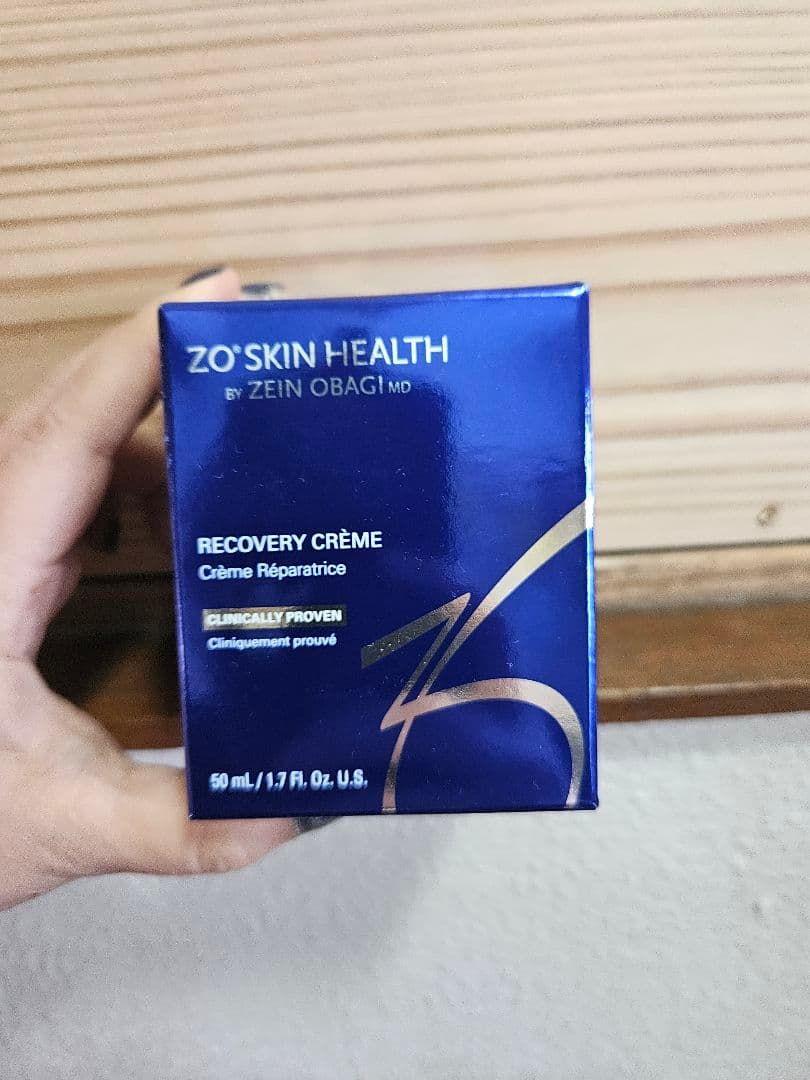 ZO® SKIN HEALTH
BY ZEIN OBAGI MD
RECOVERY CRÈME
Crème Réparatrice
CLINICALLY PROVEN
Cliniquement prouvé
50 mL / 1.7 Fl. Oz. U.S.